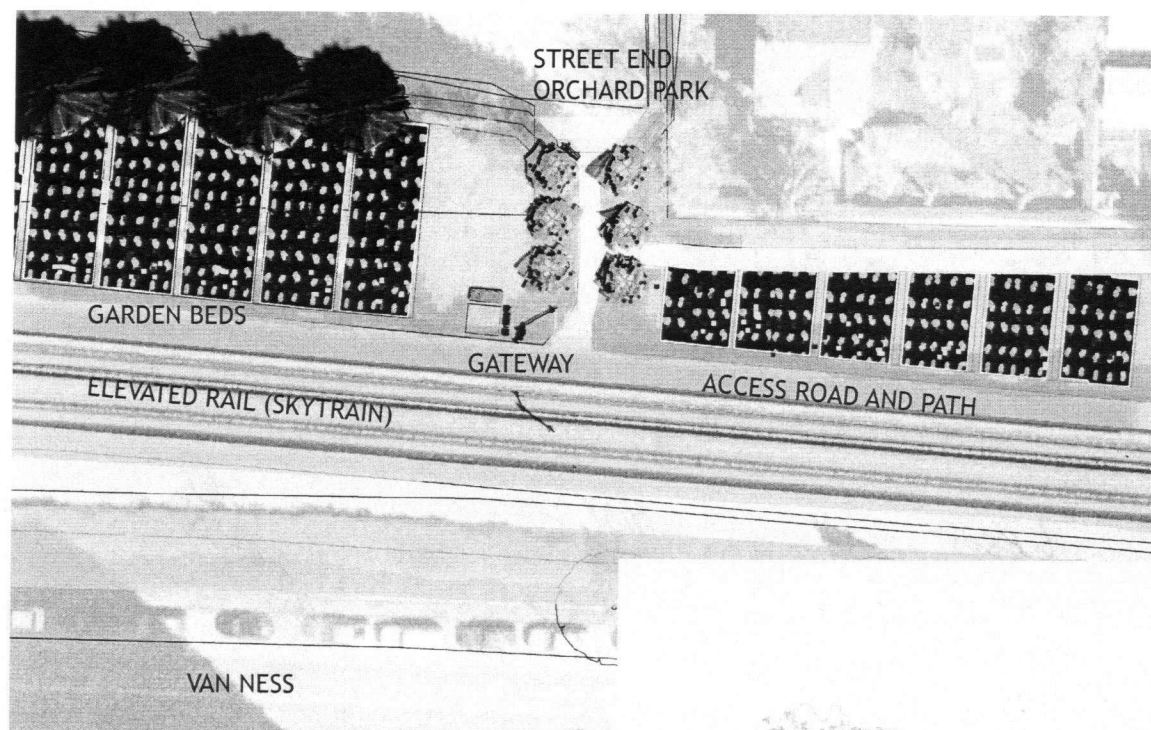 STREET END
ORCHARD PARK
GARDEN BEDS
GATEWAY
ELEVATED RAIL (SKYTRAIN)
ACCESS ROAD AND PATH
VAN NESS